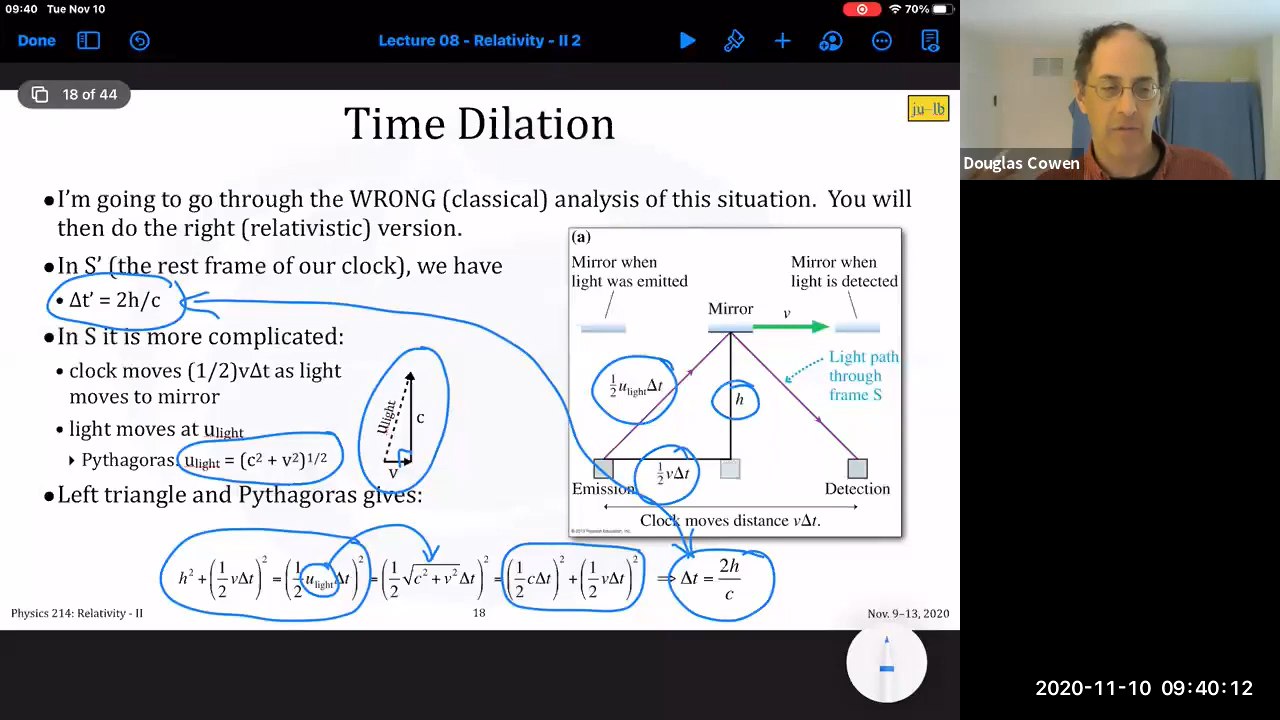 09:40 Tue Nov 10
70%
Done
Lecture 08 - Relativity - II 2
18 of 44
Time Dilation
ju-lb
Douglas Cowen
•I'm going to go through the WRONG (classical) analysis of this situation. You will
then do the right (relativistic) version.
•In S' (the rest frame of our clock), we have
• Δt' = 2h/c
•In S it is more complicated:
• clock moves (1/2)vΔt as light
moves to mirror
• light moves at ulight
‣ Pythagoras: ulight = (c² + v²)^1/2
ulight
c
v
•Left triangle and Pythagoras gives:
(a)
Mirror when
light was emitted
Mirror when
light is detected
Mirror
v
½ulightΔt
h
Light path
through
frame S
½vΔt
Emission
Detection
Clock moves distance vΔt.
h² + (1/2 vΔt)² = (1/2 ulightΔt)² = (1/2 √(c² + v²) Δt)² = (1/2 cΔt)² + (1/2 vΔt)² ⇒ Δt = 2h/c
Physics 214: Relativity - II
18
Nov. 9–13, 2020
2020-11-10 09:40:12